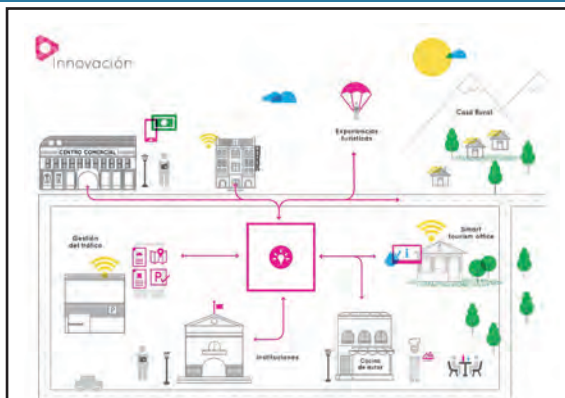 Innovación
CENTRO COMERCIAL
Experiencias
turísticas
Casa Rural
Gestión
del tráfico
P
P
Smart
tourism office
Instituciones
Cocina
de autor